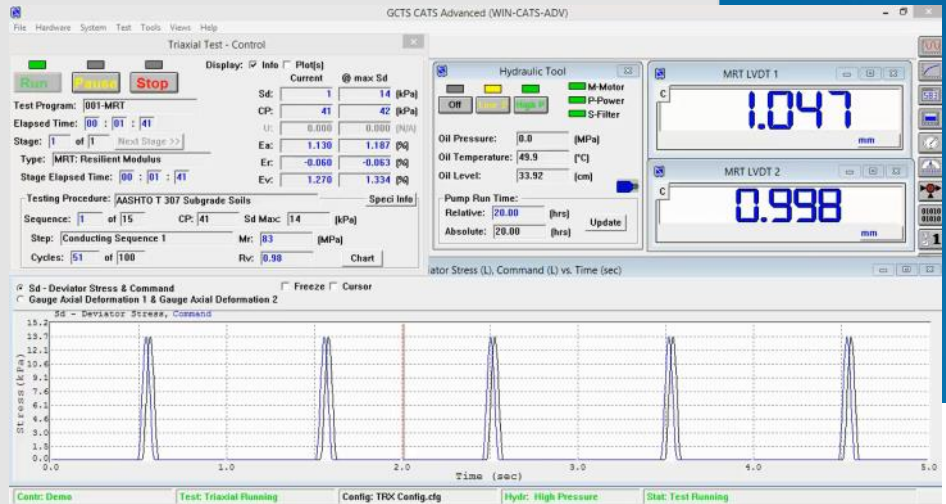 GCTS CATS Advanced (WIN-CATS-ADV)
File Hardware System Test Tools Views Help
Triaxial Test - Control
Display: Info Plot(s)
Run Pause Stop
Current @ max Sd
Sd: 1 14 (kPa)
Test Program: 001-MRT
CP: 41 42 (kPa)
Elapsed Time: 00 : 01 : 41
U: 0.000 0.000 (N/A)
Stage: 1 of 1 Next Stage >>
Ea: 1.130 1.187 (%)
Type: MRT: Resilient Modulus
Er: -0.060 -0.063 (%)
Stage Elapsed Time: 00 : 01 : 41
Ev: 1.270 1.334 (%)
Testing Procedure: AASHTO T 307 Subgrade Soils Speci Info
Sequence: 1 of 15 CP: 41 Sd Max: 14 (kPa)
Step: Conducting Sequence 1 Mr: 83 (MPa)
Cycles: 51 of 100 Rv: 0.98 Chart
Hydraulic Tool
Off Low P High P
M-Motor
P-Power
S-Filter
Oil Pressure: 0.0 (MPa)
Oil Temperature: 49.9 (°C)
Oil Level: 33.92 (cm)
Pump Run Time:
Relative: 20.00 (hrs)
Absolute: 20.00 (hrs)
Update
MRT LVDT 1
C
1.047
mm
MRT LVDT 2
C
0.998
mm
01010
01010
1
ator Stress (L), Command (L) vs. Time (sec)
Sd - Deviator Stress & Command Freeze Cursor
Gauge Axial Deformation 1 & Gauge Axial Deformation 2
Sd - Deviator Stress, Command
Stress (kPa)
15.2
13.7
12.1
10.6
9.1
7.6
6.1
4.6
3.0
1.5
0.0
0.0 1.0 2.0 3.0 4.0 5.0
Time (sec)
Contr: Demo Test: Triaxial Running Config: TRX Config.cfg Hydr: High Pressure Stat: Test Running